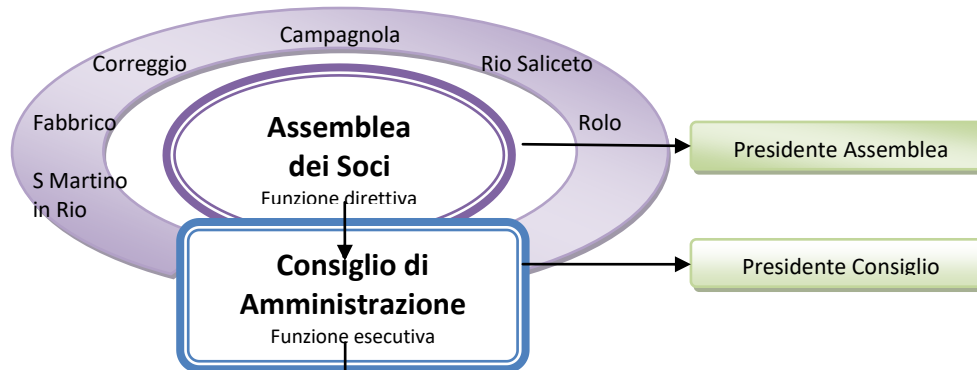 Campagnola
Correggio
Rio Saliceto
Fabbrico
Rolo
S Martino
in Rio
Assemblea
dei Soci
Funzione direttiva
Presidente Assemblea
Consiglio di
Amministrazione
Funzione esecutiva
Presidente Consiglio